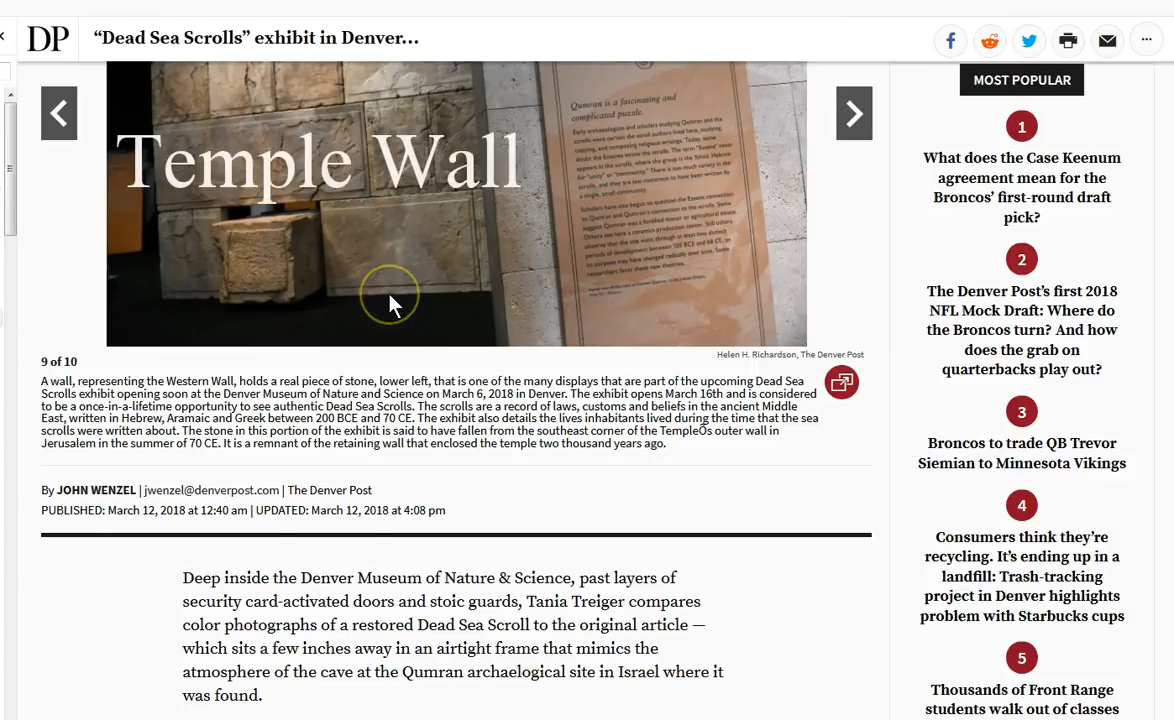 DP
“Dead Sea Scrolls” exhibit in Denver...
Temple Wall
Qumran is a fascinating and
complicated puzzle.
Early archaeologists and scholars studying Qumran and the
9 of 10
Helen H. Richardson, The Denver Post
A wall, representing the Western Wall, holds a real piece of stone, lower left, that is one of the many displays that are part of the upcoming Dead Sea
Scrolls exhibit opening soon at the Denver Museum of Nature and Science on March 6, 2018 in Denver. The exhibit opens March 16th and is considered
to be a once-in-a-lifetime opportunity to see authentic Dead Sea Scrolls. The scrolls are a record of laws, customs and beliefs in the ancient Middle
East, written in Hebrew, Aramaic and Greek between 200 BCE and 70 CE. The exhibit also details the lives inhabitants lived during the time that the sea
scrolls were written about. The stone in this portion of the exhibit is said to have fallen from the southeast corner of the TempleÕs outer wall in
Jerusalem in the summer of 70 CE. It is a remnant of the retaining wall that enclosed the temple two thousand years ago.
By JOHN WENZEL | jwenzel@denverpost.com | The Denver Post
PUBLISHED: March 12, 2018 at 12:40 am | UPDATED: March 12, 2018 at 4:08 pm
Deep inside the Denver Museum of Nature & Science, past layers of
security card-activated doors and stoic guards, Tania Treiger compares
color photographs of a restored Dead Sea Scroll to the original article —
which sits a few inches away in an airtight frame that mimics the
atmosphere of the cave at the Qumran archaelogical site in Israel where it
was found.
MOST POPULAR
1
What does the Case Keenum
agreement mean for the
Broncos’ first-round draft
pick?
2
The Denver Post’s first 2018
NFL Mock Draft: Where do
the Broncos turn? And how
does the grab on
quarterbacks play out?
3
Broncos to trade QB Trevor
Siemian to Minnesota Vikings
4
Consumers think they’re
recycling. It’s ending up in a
landfill: Trash-tracking
project in Denver highlights
problem with Starbucks cups
5
Thousands of Front Range
students walk out of classes